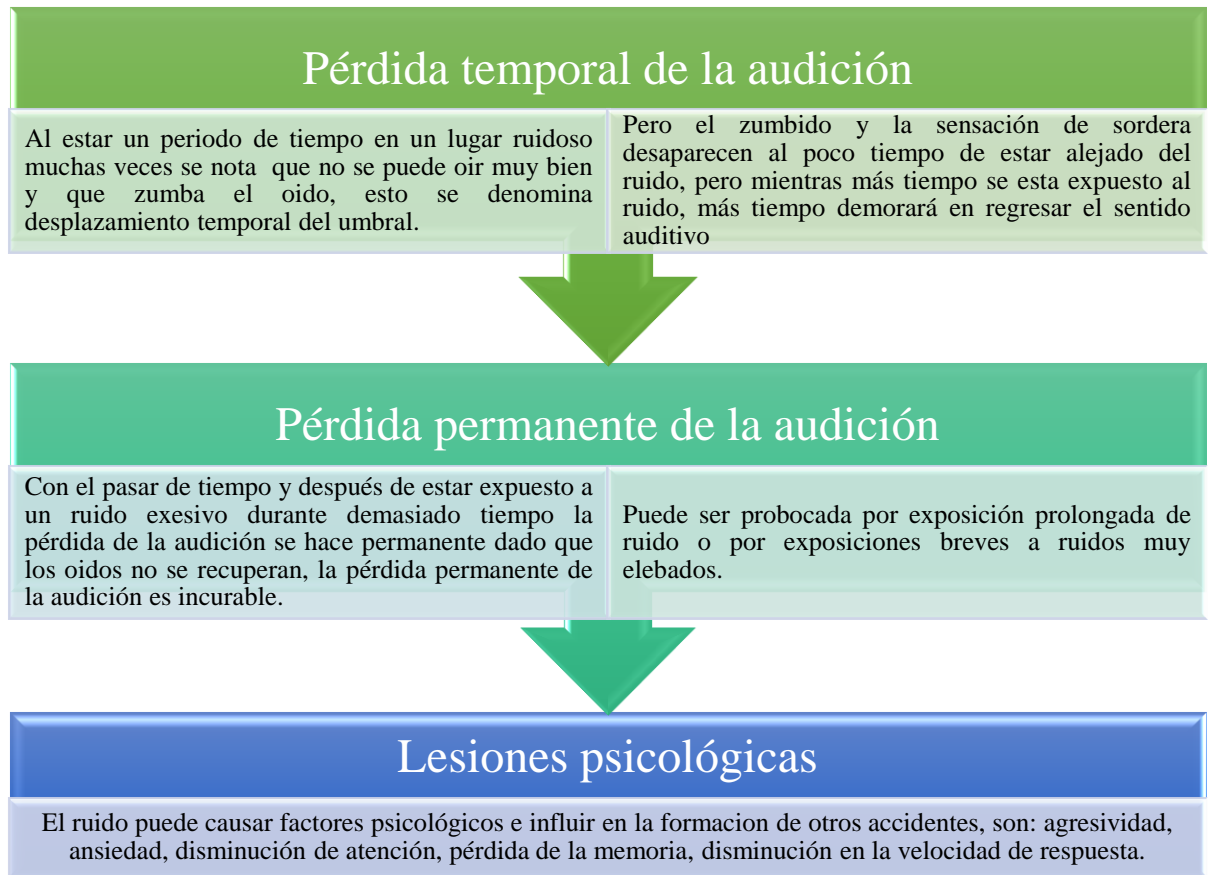 Pérdida temporal de la audición
Al estar un periodo de tiempo en un lugar ruidoso
muchas veces se nota que no se puede oir muy bien
y que zumba el oido, esto se denomina
desplazamiento temporal del umbral.
Pero el zumbido y la sensación de sordera
desaparecen al poco tiempo de estar alejado del
ruido, pero mientras más tiempo se esta expuesto al
ruido, más tiempo demorará en regresar el sentido
auditivo
Pérdida permanente de la audición
Con el pasar de tiempo y después de estar expuesto a
un ruido exesivo durante demasiado tiempo la
pérdida de la audición se hace permanente dado que
los oidos no se recuperan, la pérdida permanente de
la audición es incurable.
Puede ser probocada por exposición prolongada de
ruido o por exposiciones breves a ruidos muy
elebados.
Lesiones psicológicas
El ruido puede causar factores psicológicos e influir en la formacion de otros accidentes, son: agresividad,
ansiedad, disminución de atención, pérdida de la memoria, disminución en la velocidad de respuesta.